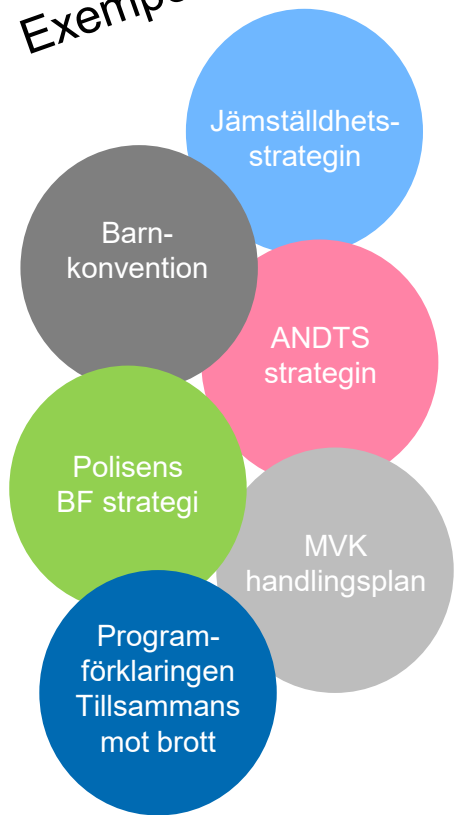 Jämställdhets-
strategin
Barn-
konvention
ANDTS
strategin
Polisens
BF strategi
MVK
handlingsplan
Program-
förklaringen
Tillsammans
mot brott